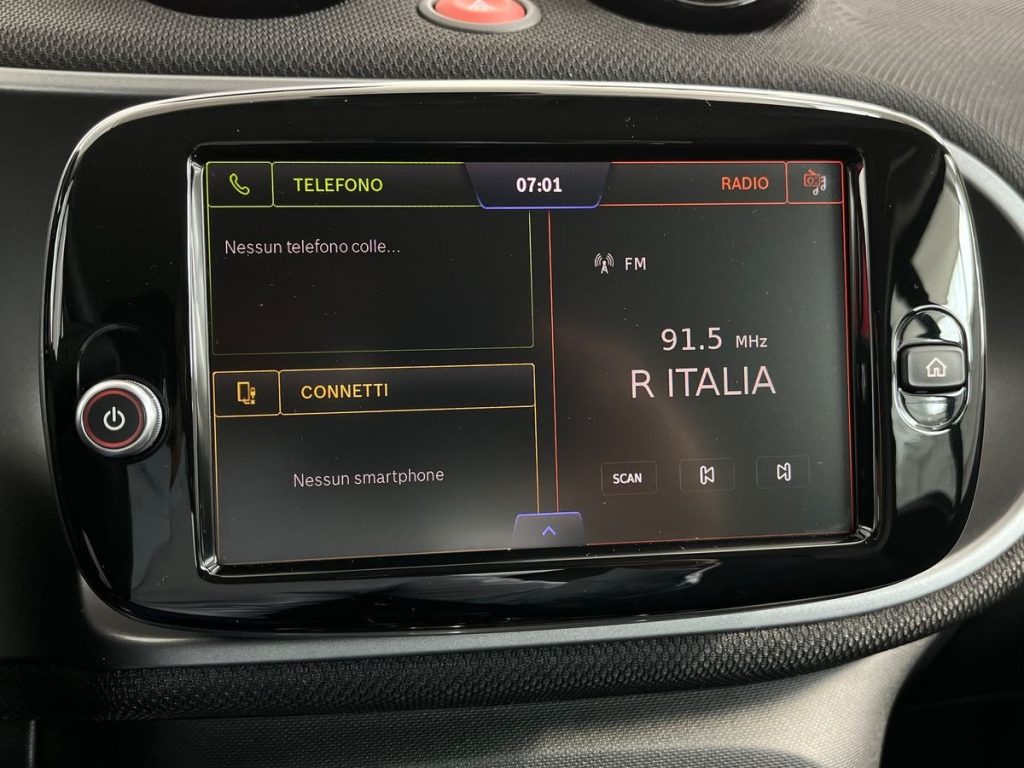 TELEFONO
07:01
RADIO
Nessun telefono colle...
FM
91.5 MHz
R ITALIA
CONNETTI
Nessun smartphone
SCAN